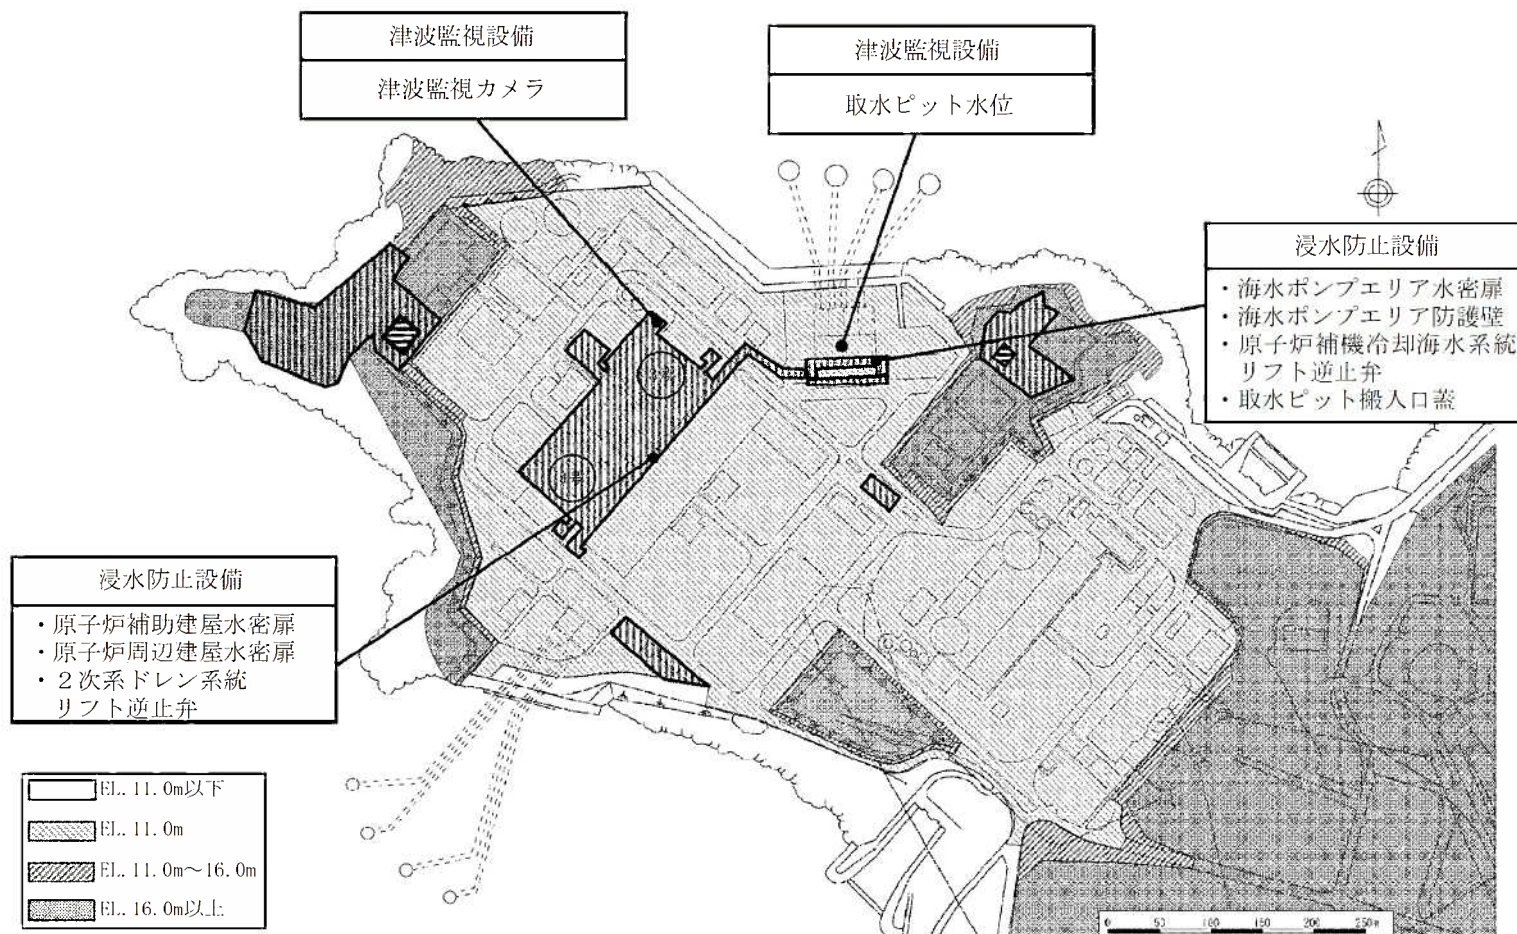 津波監視設備
津波監視カメラ
津波監視設備
取水ピット水位
浸水防止設備
・海水ポンプエリア水密扉
・海水ポンプエリア防護壁
・原子炉補機冷却海水系統
リフト逆止弁
・取水ピット搬入口蓋
浸水防止設備
・原子炉補助建屋水密扉
・原子炉周辺建屋水密扉
・２次系ドレン系統
リフト逆止弁
EL. 11.0m以下
EL. 11.0m
EL. 11.0m～16.0m
EL. 16.0m以上
0 50 100 150 200 250m